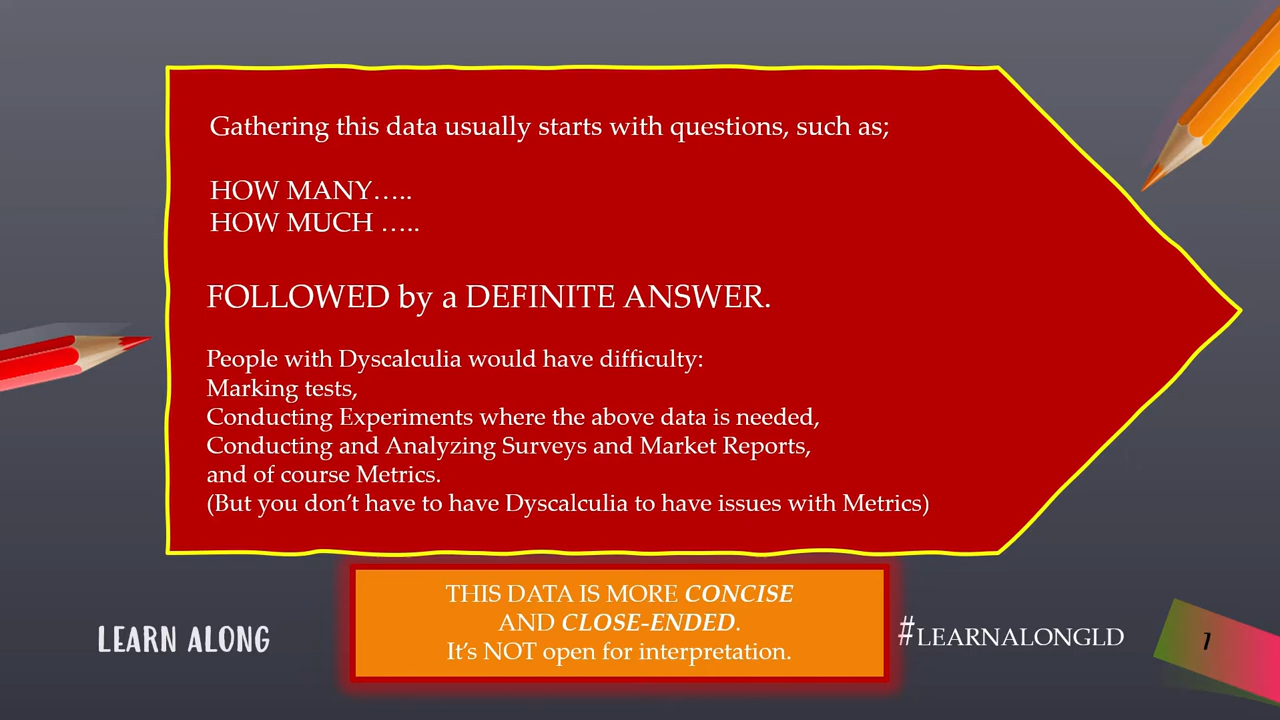 Gathering this data usually starts with questions, such as;
HOW MANY…..
HOW MUCH …..
FOLLOWED by a DEFINITE ANSWER.
People with Dyscalculia would have difficulty:
Marking tests,
Conducting Experiments where the above data is needed,
Conducting and Analyzing Surveys and Market Reports,
and of course Metrics.
(But you don’t have to have Dyscalculia to have issues with Metrics)
THIS DATA IS MORE CONCISE
AND CLOSE-ENDED.
It’s NOT open for interpretation.
LEARN ALONG
#LEARNALONGLD
7